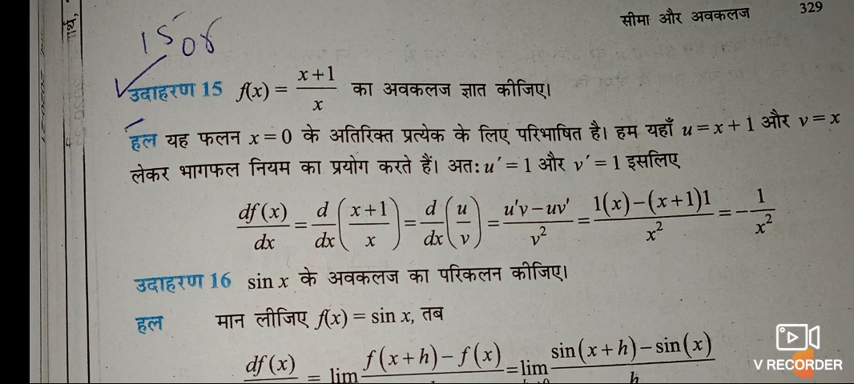 सीमा और अवकलज 329
15
उदाहरण 15 f(x) = (x+1)/x का अवकलज ज्ञात कीजिए।
हल यह फलन x = 0 के अतिरिक्त प्रत्येक के लिए परिभाषित है। हम यहाँ u = x + 1 और v = x
लेकर भागफल नियम का प्रयोग करते हैं। अत: u′ = 1 और v′ = 1 इसलिए
df(x)/dx = d/dx ((x+1)/x) = d/dx (u/v) = (u′v − uv′)/v² = (1(x) − (x+1)1)/x² = −1/x²
उदाहरण 16 sin x के अवकलज का परिकलन कीजिए।
हल मान लीजिए f(x) = sin x, तब
df(x) = lim f(x+h) − f(x) = lim sin(x+h) − sin(x)
V RECORDER